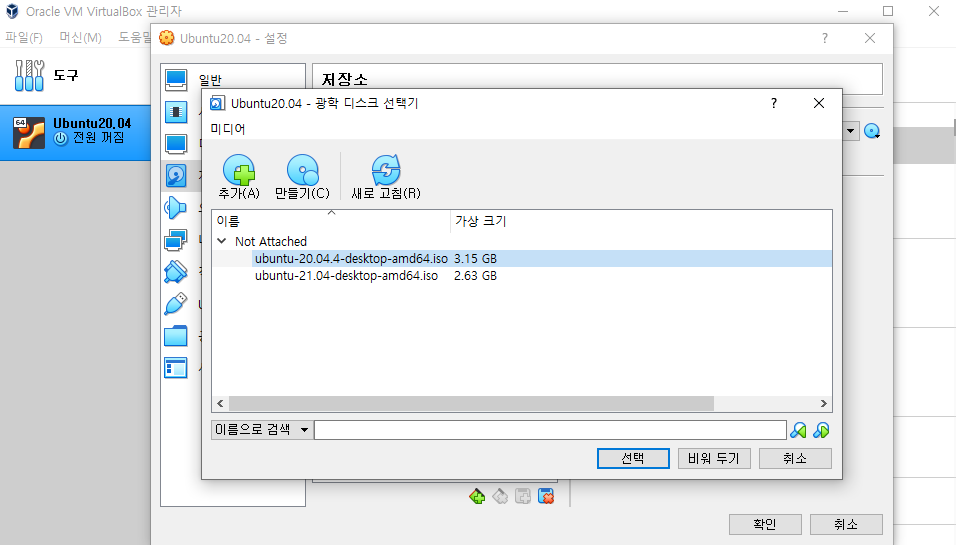 Oracle VM VirtualBox 관리자
파일(F) 머신(M) 도움말
Ubuntu20.04 - 설정
도구
일반
저장소
64
Ubuntu20.04
전원 꺼짐
Ubuntu20.04 - 광학 디스크 선택기
미디어
추가(A) 만들기(C) 새로 고침(R)
이름 가상 크기
Not Attached
ubuntu-20.04.4-desktop-amd64.iso 3.15 GB
ubuntu-21.04-desktop-amd64.iso 2.63 GB
이름으로 검색
선택 비워 두기 취소
확인 취소